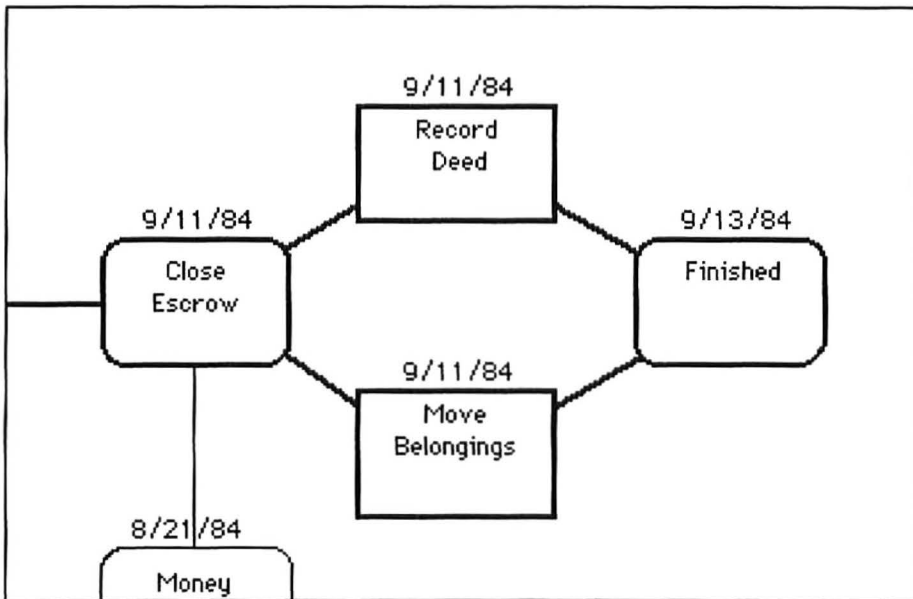 9/11/84
Record
Deed
9/11/84
Close
Escrow
9/13/84
Finished
9/11/84
Move
Belongings
8/21/84
Money